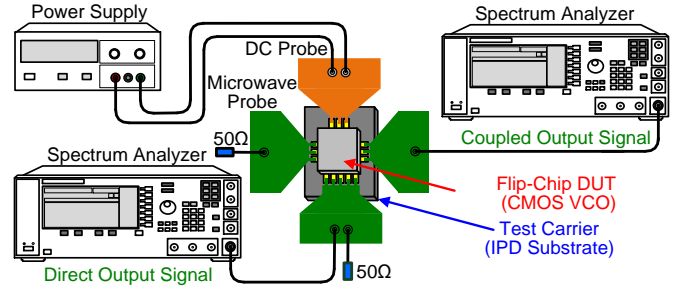 Power Supply
Spectrum Analyzer
DC Probe
Microwave
Probe
50Ω
Coupled Output Signal
Spectrum Analyzer
Flip-Chip DUT
(CMOS VCO)
Test Carrier
(IPD Substrate)
Direct Output Signal
50Ω